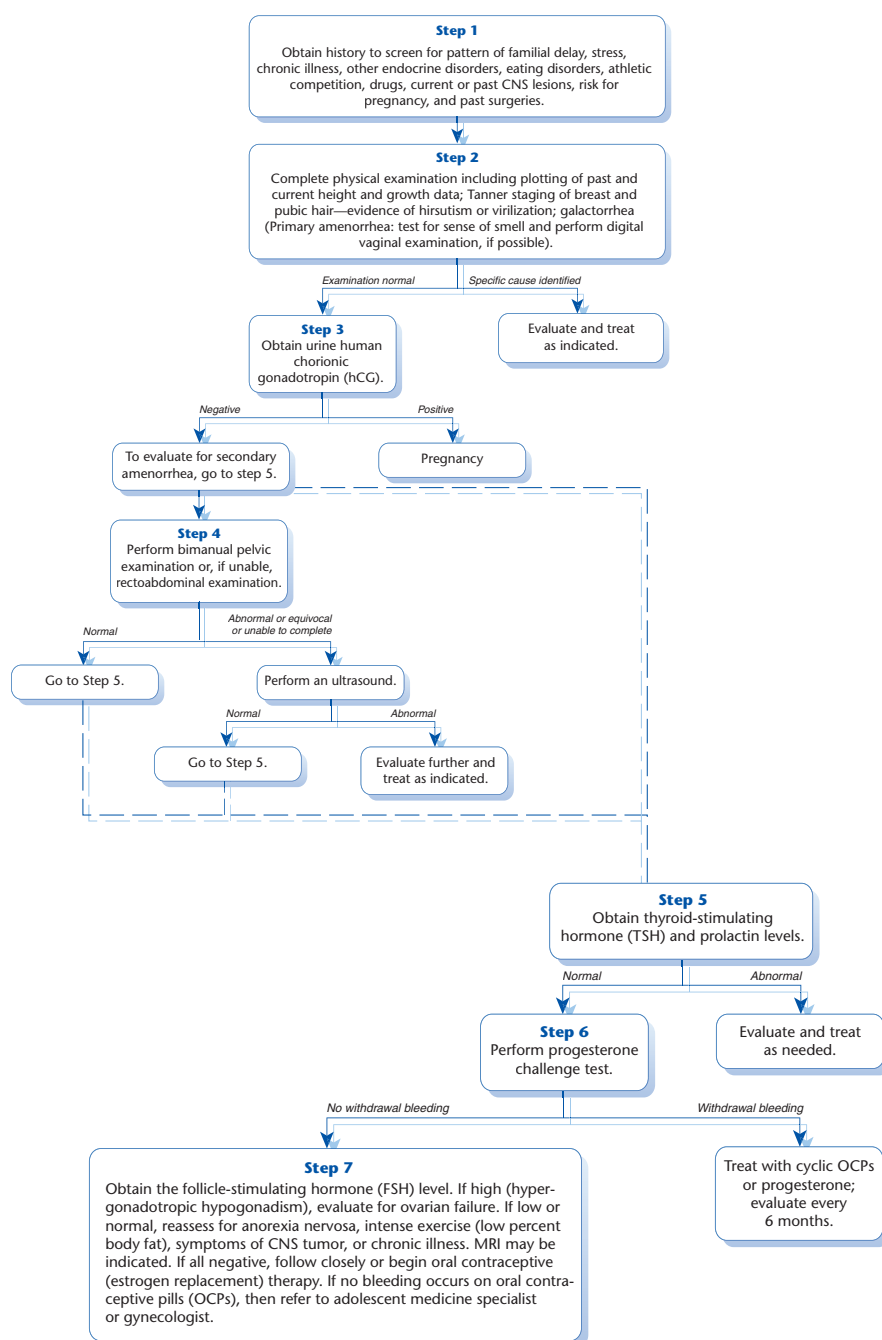 Step 1
Obtain history to screen for pattern of familial delay, stress,
chronic illness, other endocrine disorders, eating disorders, athletic
competition, drugs, current or past CNS lesions, risk for
pregnancy, and past surgeries.
Step 2
Complete physical examination including plotting of past and
current height and growth data; Tanner staging of breast and
pubic hair—evidence of hirsutism or virilization; galactorrhea
(Primary amenorrhea: test for sense of smell and perform digital
vaginal examination, if possible).
Examination normal
Specific cause identified
Step 3
Obtain urine human
chorionic
gonadotropin (hCG).
Evaluate and treat
as indicated.
Negative
Positive
To evaluate for secondary
amenorrhea, go to step 5.
Pregnancy
Step 4
Perform bimanual pelvic
examination or, if unable,
rectoabdominal examination.
Normal
Abnormal or equivocal
or unable to complete
Go to Step 5.
Perform an ultrasound.
Normal
Abnormal
Go to Step 5.
Evaluate further and
treat as indicated.
Step 5
Obtain thyroid-stimulating
hormone (TSH) and prolactin levels.
Normal
Abnormal
Step 6
Perform progesterone
challenge test.
Evaluate and treat
as needed.
No withdrawal bleeding
Withdrawal bleeding
Step 7
Obtain the follicle-stimulating hormone (FSH) level. If high (hyper-
gonadotropic hypogonadism), evaluate for ovarian failure. If low or
normal, reassess for anorexia nervosa, intense exercise (low percent
body fat), symptoms of CNS tumor, or chronic illness. MRI may be
indicated. If all negative, follow closely or begin oral contraceptive
(estrogen replacement) therapy. If no bleeding occurs on oral contra-
ceptive pills (OCPs), then refer to adolescent medicine specialist
or gynecologist.
Treat with cyclic OCPs
or progesterone;
evaluate every
6 months.